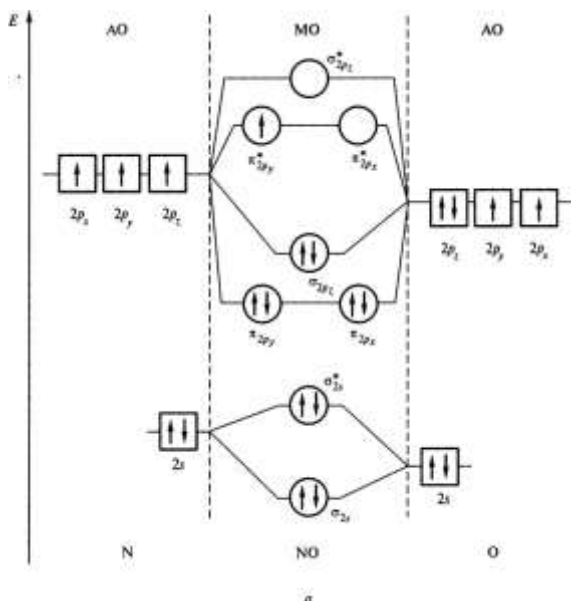 E AO MO AO
σ*2pz
π*2py π*2px
2px 2py 2pz
σ2pz
2pz 2py 2px
π2py π2px
σ*2s
2s
2s
σ2s
N NO O
а